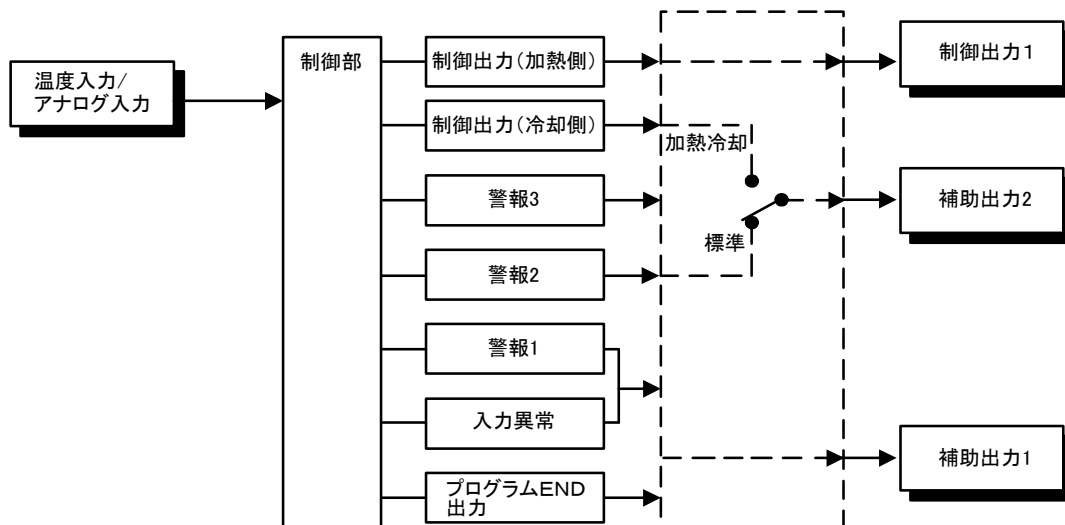 温度入力/
アナログ入力
制御部
制御出力(加熱側)
制御出力(冷却側)
警報3
警報2
警報1
入力異常
プログラムEND
出力
加熱冷却
標準
制御出力1
補助出力2
補助出力1